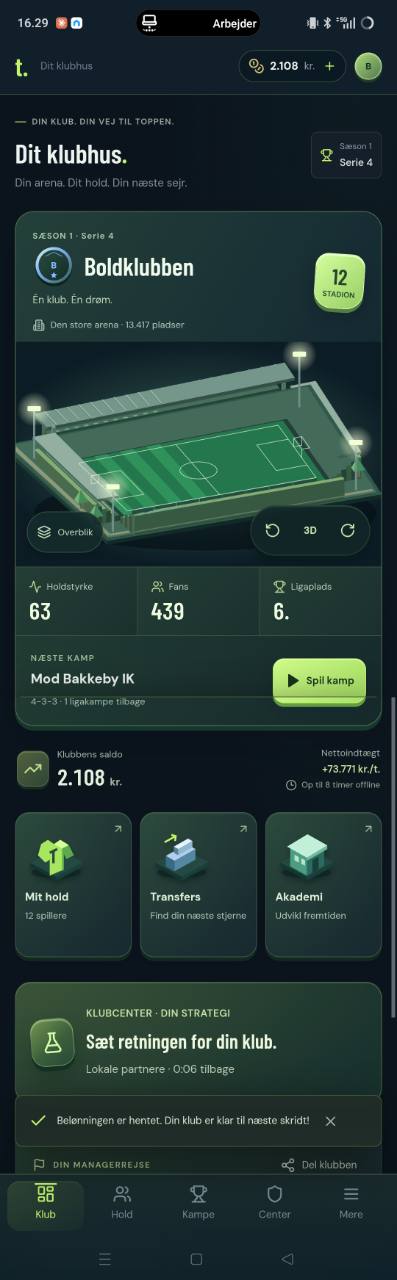 16.29
Arbejder
59
t. Din klubhus
2.108 kr. +
B
— DIN KLUB. DIN VEJ TIL TOPPEN.
Dit klubhus.
Din arena. Dit hold. Din næste sejr.
Sæson 1
Serie 4
SÆSON 1 · Serie 4
B
Boldklubben
Én klub. Én drøm.
Den store arena · 13.417 pladser
12
STADION
Overblik
3D
Holdstyrke
63
Fans
439
Ligaplads
6.
NÆSTE KAMP
Mod Bakkeby IK
4-3-3 · 1 ligakampe tilbage
Spil kamp
Klubbens saldo
2.108 kr.
Nettoindtægt
+73.771 kr./t.
Op til 8 timer offline
Mit hold
12 spillere
Transfers
Find din næste stjerne
Akademi
Udvikl fremtiden
KLUBCENTER · DIN STRATEGI
Sæt retningen for din klub.
Lokale partnere · 0:06 tilbage
Belønningen er hentet. Din klub er klar til næste skridt!
DIN MANAGERREJSE
Del klubben
Klub
Hold
Kampe
Center
Mere